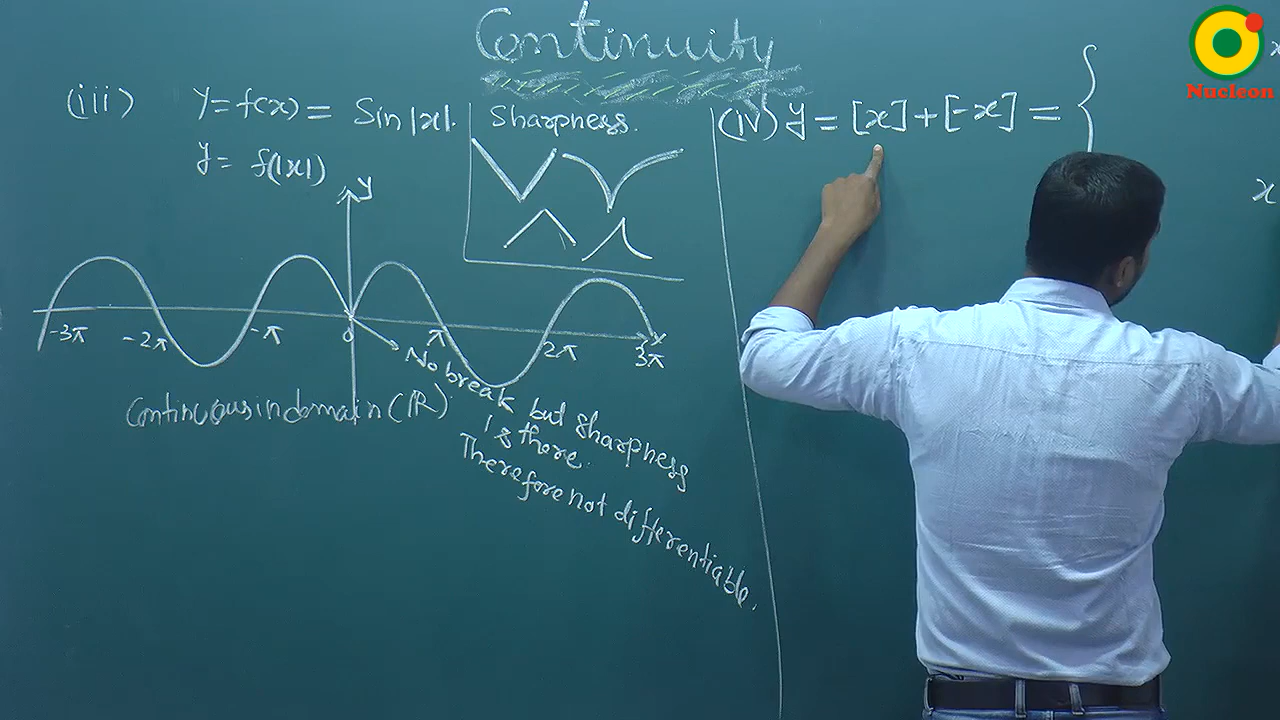 Continuity
(iii) y = f(x) = Sin|x|.
y = f(|x|)
Sharpness.
y
-3π -2π -π 0 π 2π 3π x
No break but sharpness
is there.
Therefore not differentiable.
Continuous in domain (R)
(IV) y = [x] + [-x] = {
x
x
Nucleon